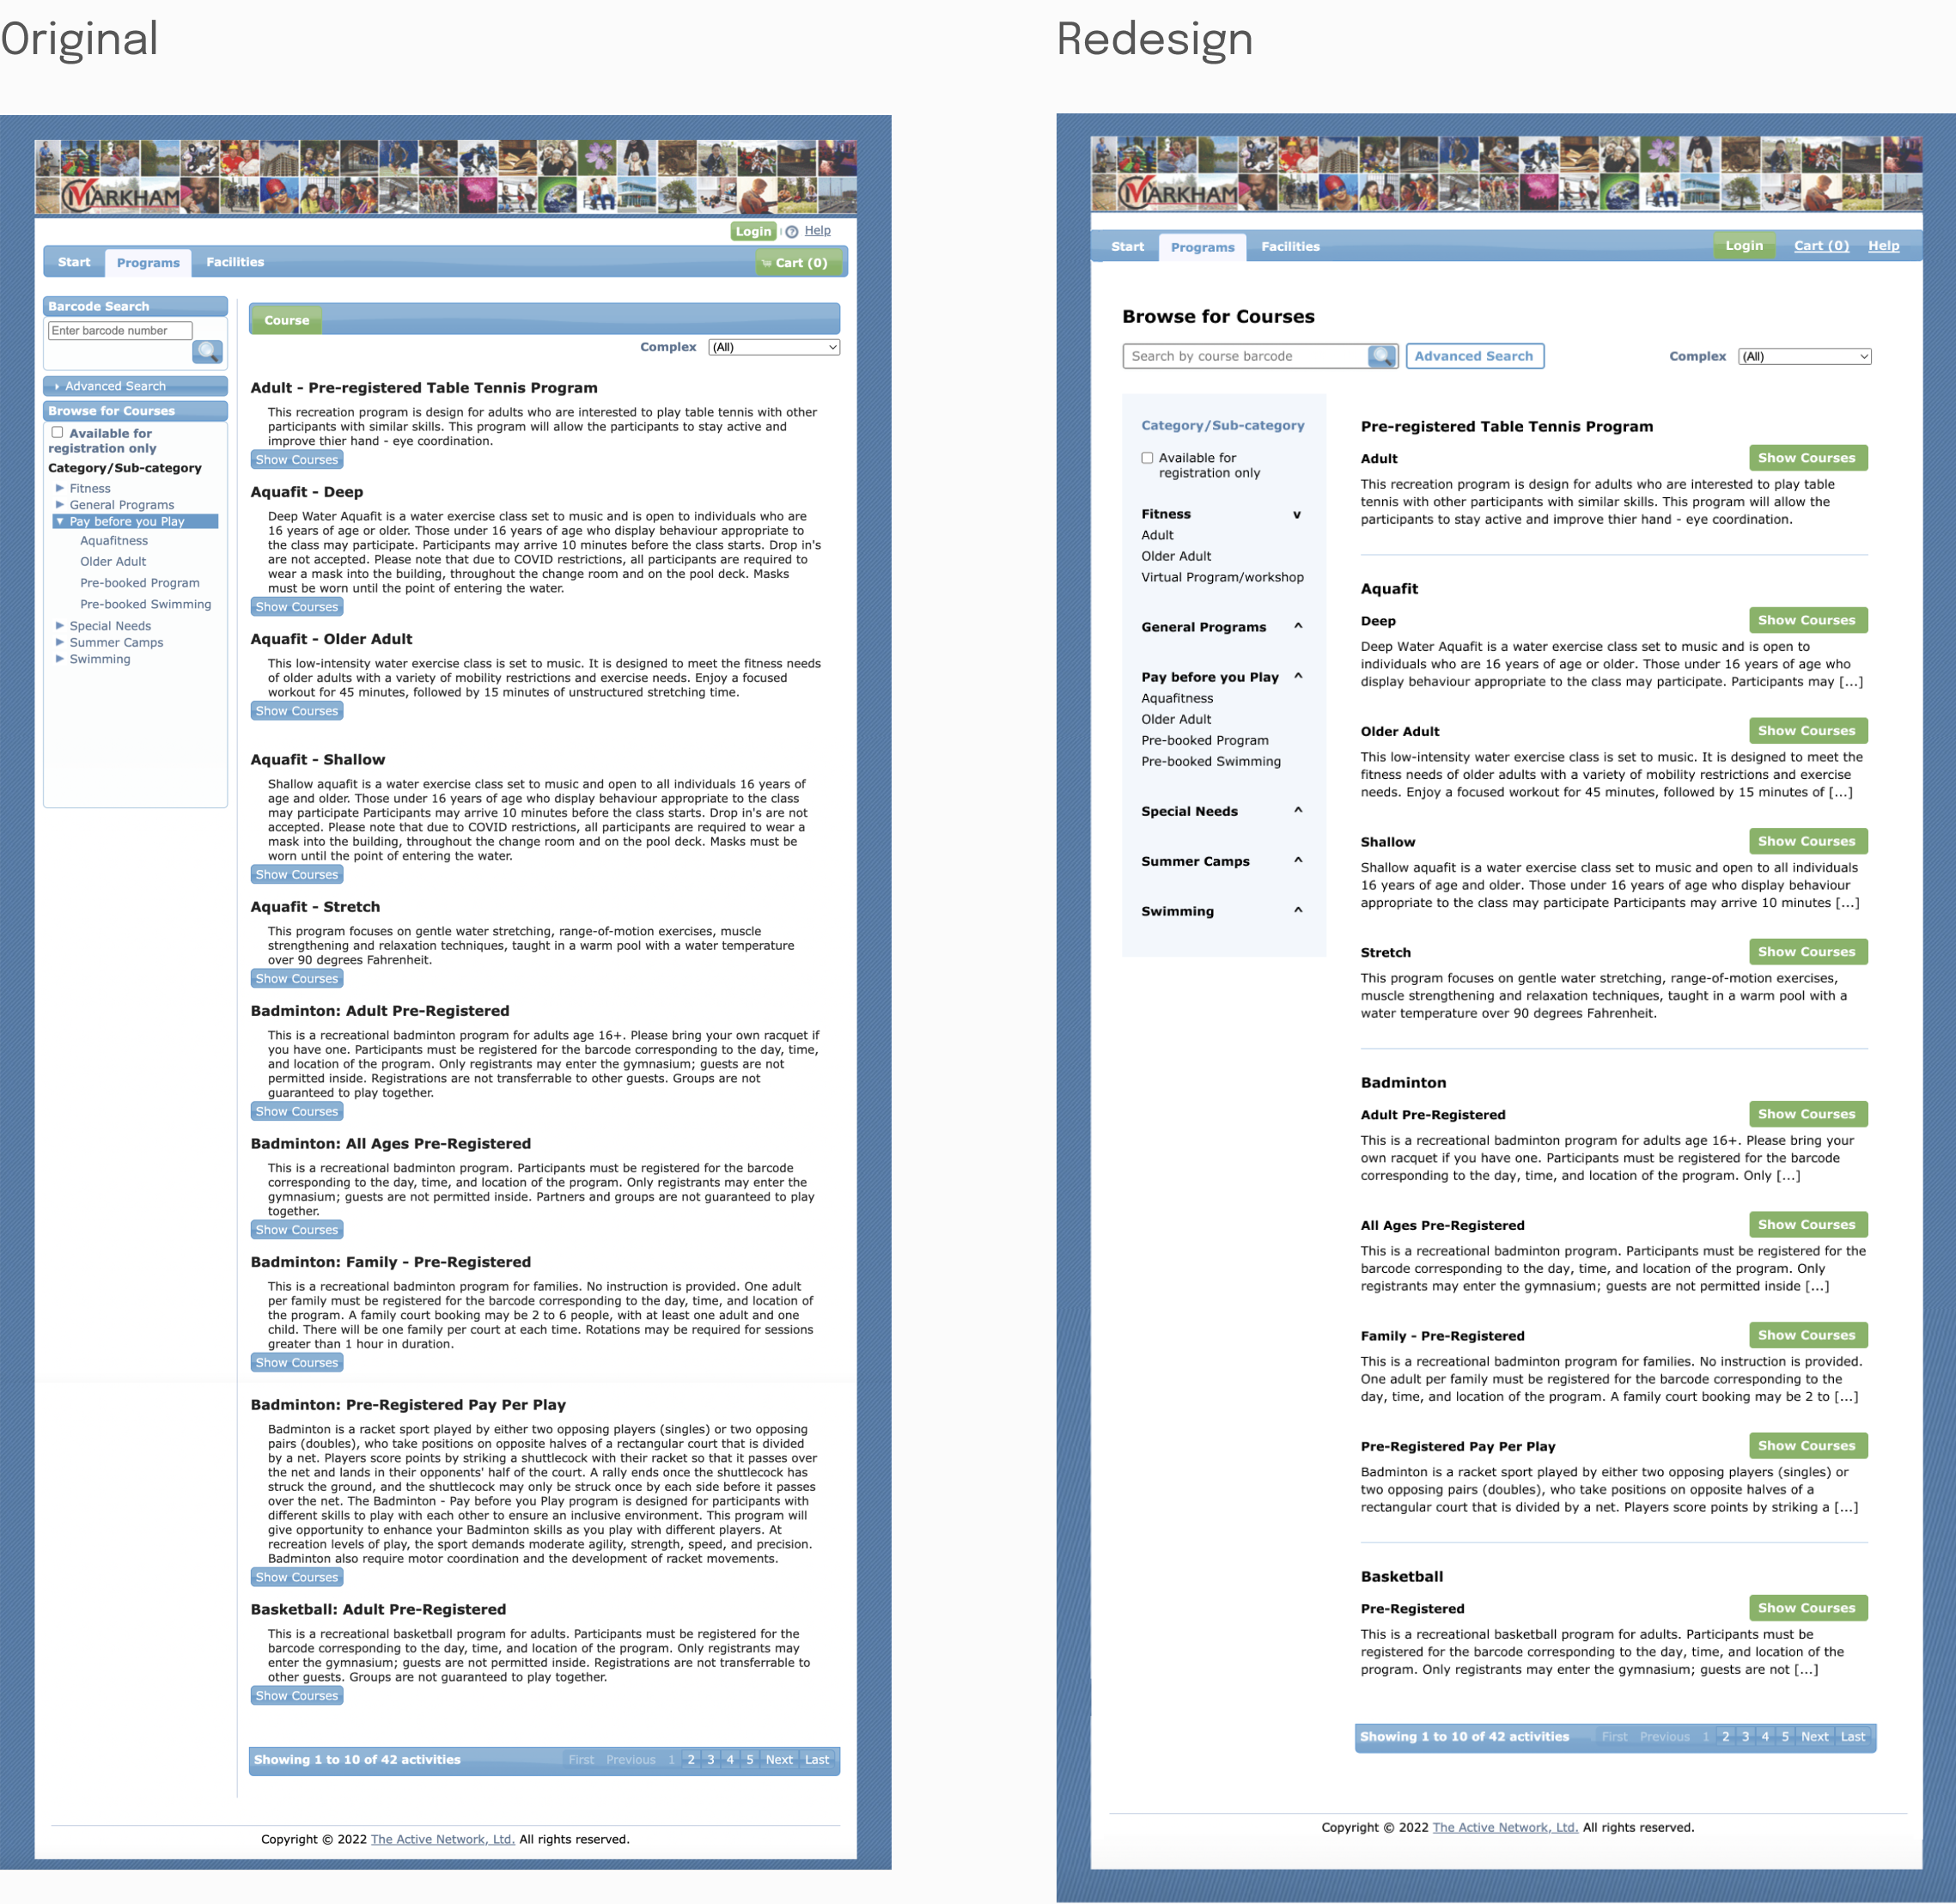 Original
MARKHAM
Login
Help
Start
Programs
Facilities
Cart (0)
Barcode Search
Enter barcode number
Advanced Search
Browse for Courses
Available for
registration only
Category/Sub-category
Fitness
General Programs
Pay before you Play
Aquafitness
Older Adult
Pre-booked Program
Pre-booked Swimming
Special Needs
Summer Camps
Swimming
Course
Complex (All)
Adult - Pre-registered Table Tennis Program
This recreation program is design for adults who are interested to play table tennis with other
participants with similar skills. This program will allow the participants to stay active and
improve thier hand - eye coordination.
Show Courses
Aquafit - Deep
Deep Water Aquafit is a water exercise class set to music and is open to individuals who are
16 years of age or older. Those under 16 years of age who display behaviour appropriate to
the class may participate. Participants may arrive 10 minutes before the class starts. Drop in's
are not accepted. Please note that due to COVID restrictions, all participants are required to
wear a mask into the building, throughout the change room and on the pool deck. Masks
must be worn until the point of entering the water.
Show Courses
Aquafit - Older Adult
This low-intensity water exercise class is set to music. It is designed to meet the fitness needs
of older adults with a variety of mobility restrictions and exercise needs. Enjoy a focused
workout for 45 minutes, followed by 15 minutes of unstructured stretching time.
Show Courses
Aquafit - Shallow
Shallow aquafit is a water exercise class set to music and open to all individuals 16 years of
age and older. Those under 16 years of age who display behaviour appropriate to the class
may participate Participants may arrive 10 minutes before the class starts. Drop in's are not
accepted. Please note that due to COVID restrictions, all participants are required to wear a
mask into the building, throughout the change room and on the pool deck. Masks must be
worn until the point of entering the water.
Show Courses
Aquafit - Stretch
This program focuses on gentle water stretching, range-of-motion exercises, muscle
strengthening and relaxation techniques, taught in a warm pool with a water temperature
over 90 degrees Fahrenheit.
Show Courses
Badminton: Adult Pre-Registered
This is a recreational badminton program for adults age 16+. Please bring your own racquet if
you have one. Participants must be registered for the barcode corresponding to the day, time,
and location of the program. Only registrants may enter the gymnasium; guests are not
permitted inside. Registrations are not transferrable to other guests. Groups are not
guaranteed to play together.
Show Courses
Badminton: All Ages Pre-Registered
This is a recreational badminton program. Participants must be registered for the barcode
corresponding to the day, time, and location of the program. Only registrants may enter the
gymnasium; guests are not permitted inside. Partners and groups are not guaranteed to play
together.
Show Courses
Badminton: Family - Pre-Registered
This is a recreational badminton program for families. No instruction is provided. One adult
per family must be registered for the barcode corresponding to the day, time, and location of
the program. A family court booking may be 2 to 6 people, with at least one adult and one
child. There will be one family per court at each time. Rotations may be required for sessions
greater than 1 hour in duration.
Show Courses
Badminton: Pre-Registered Pay Per Play
Badminton is a racket sport played by either two opposing players (singles) or two opposing
pairs (doubles), who take positions on opposite halves of a rectangular court that is divided
by a net. Players score points by striking a shuttlecock with their racket so that it passes over
the net and lands in their opponents' half of the court. A rally ends once the shuttlecock has
struck the ground, and the shuttlecock may only be struck once by each side before it passes
over the net. The Badminton - Pay before you Play program is designed for participants with
different skills to play with each other to ensure an inclusive environment. This program will
give opportunity to enhance your Badminton skills as you play with different players. At
recreation levels of play, the sport demands moderate agility, strength, speed, and precision.
Badminton also require motor coordination and the development of racket movements.
Show Courses
Basketball: Adult Pre-Registered
This is a recreational basketball program for adults. Participants must be registered for the
barcode corresponding to the day, time, and location of the program. Only registrants may
enter the gymnasium; guests are not permitted inside. Registrations are not transferrable to
other guests. Groups are not guaranteed to play together.
Show Courses
Showing 1 to 10 of 42 activities First Previous 1 2 3 4 5 Next Last
Copyright © 2022 The Active Network, Ltd. All rights reserved.
Redesign
MARKHAM
Start
Programs
Facilities
Login
Cart (0)
Help
Browse for Courses
Search by course barcode
Advanced Search
Complex (All)
Category/Sub-category
Available for
registration only
Fitness v
Adult
Older Adult
Virtual Program/workshop
General Programs ^
Pay before you Play ^
Aquafitness
Older Adult
Pre-booked Program
Pre-booked Swimming
Special Needs ^
Summer Camps ^
Swimming ^
Pre-registered Table Tennis Program
Adult
Show Courses
This recreation program is design for adults who are interested to play table
tennis with other participants with similar skills. This program will allow the
participants to stay active and improve thier hand - eye coordination.
Aquafit
Deep
Show Courses
Deep Water Aquafit is a water exercise class set to music and is open to
individuals who are 16 years of age or older. Those under 16 years of age who
display behaviour appropriate to the class may participate. Participants may [...]
Older Adult
Show Courses
This low-intensity water exercise class is set to music. It is designed to meet the
fitness needs of older adults with a variety of mobility restrictions and exercise
needs. Enjoy a focused workout for 45 minutes, followed by 15 minutes of [...]
Shallow
Show Courses
Shallow aquafit is a water exercise class set to music and open to all individuals
16 years of age and older. Those under 16 years of age who display behaviour
appropriate to the class may participate Participants may arrive 10 minutes [...]
Stretch
Show Courses
This program focuses on gentle water stretching, range-of-motion exercises,
muscle strengthening and relaxation techniques, taught in a warm pool with a
water temperature over 90 degrees Fahrenheit.
Badminton
Adult Pre-Registered
Show Courses
This is a recreational badminton program for adults age 16+. Please bring your
own racquet if you have one. Participants must be registered for the barcode
corresponding to the day, time, and location of the program. Only [...]
All Ages Pre-Registered
Show Courses
This is a recreational badminton program. Participants must be registered for the
barcode corresponding to the day, time, and location of the program. Only
registrants may enter the gymnasium; guests are not permitted inside [...]
Family - Pre-Registered
Show Courses
This is a recreational badminton program for families. No instruction is provided.
One adult per family must be registered for the barcode corresponding to the
day, time, and location of the program. A family court booking may be 2 to [...]
Pre-Registered Pay Per Play
Show Courses
Badminton is a racket sport played by either two opposing players (singles) or
two opposing pairs (doubles), who take positions on opposite halves of a
rectangular court that is divided by a net. Players score points by striking a [...]
Basketball
Pre-Registered
Show Courses
This is a recreational basketball program for adults. Participants must be
registered for the barcode corresponding to the day, time, and location of the
program. Only registrants may enter the gymnasium; guests are not [...]
Showing 1 to 10 of 42 activities First Previous 1 2 3 4 5 Next Last
Copyright © 2022 The Active Network, Ltd. All rights reserved.